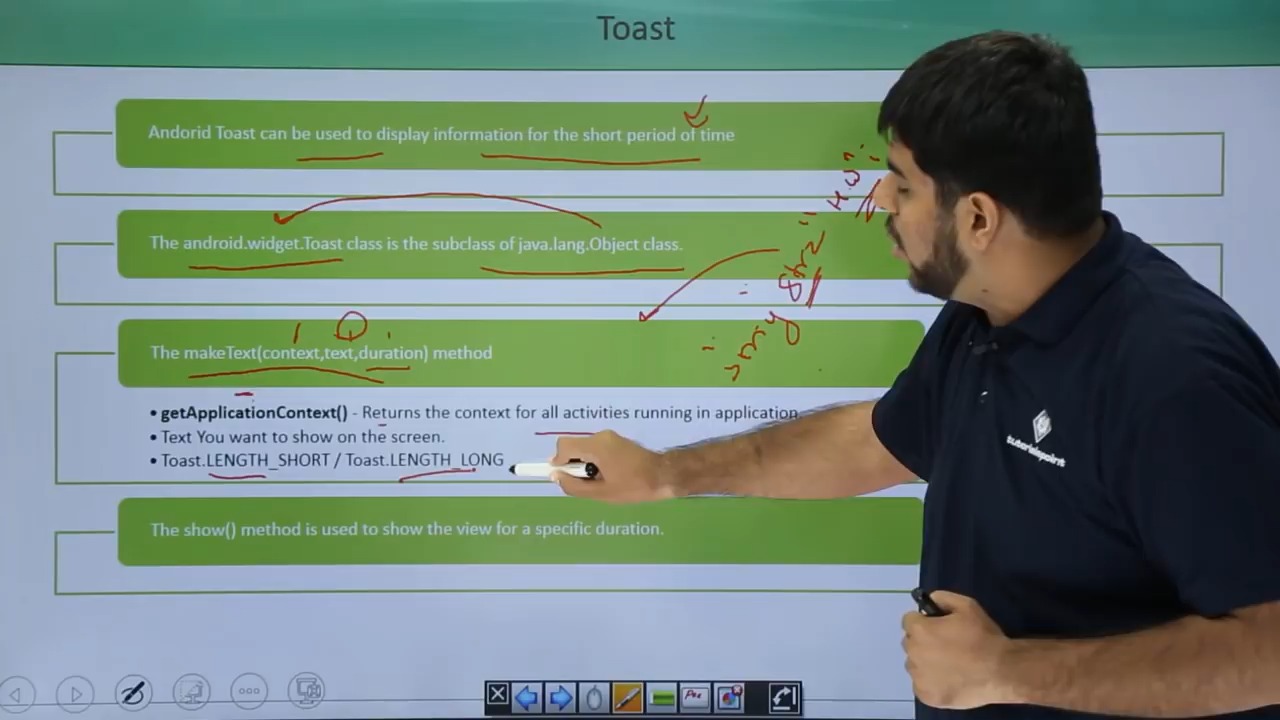 Toast
Andorid Toast can be used to display information for the short period of time
The android.widget.Toast class is the subclass of java.lang.Object class.
The makeText(context,text,duration) method
• getApplicationContext() - Returns the context for all activities running in application.
• Text You want to show on the screen.
• Toast.LENGTH_SHORT / Toast.LENGTH_LONG
The show() method is used to show the view for a specific duration.
tutorialspoint
Pen